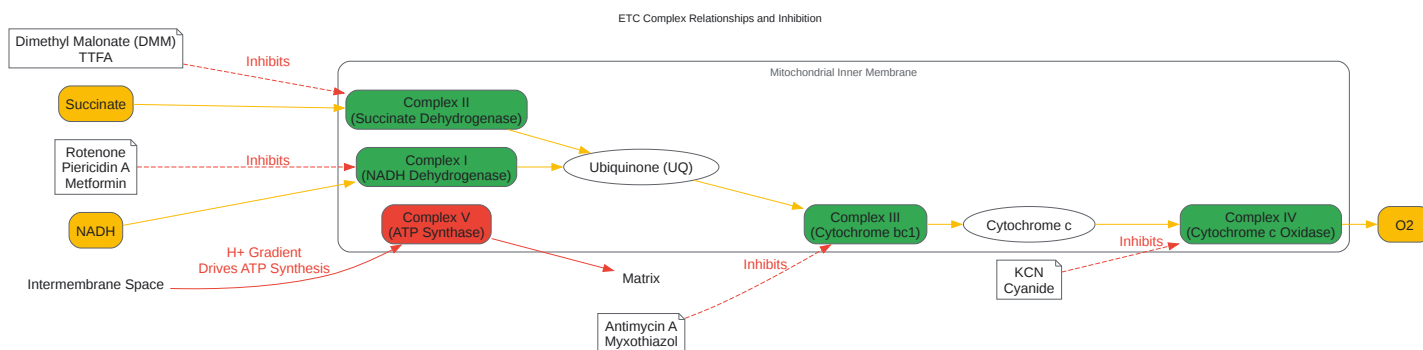 ETC Complex Relationships and Inhibition
Dimethyl Malonate (DMM)
TTFA
Inhibits
Mitochondrial Inner Membrane
Succinate
Complex II
(Succinate Dehydrogenase)
Rotenone
Piericidin A
Metformin
Inhibits
Complex I
(NADH Dehydrogenase)
Ubiquinone (UQ)
NADH
Complex V
(ATP Synthase)
Complex III
(Cytochrome bc1)
Cytochrome c
Complex IV
(Cytochrome c Oxidase)
O2
H+ Gradient
Drives ATP Synthesis
Intermembrane Space
Matrix
Inhibits
Inhibits
KCN
Cyanide
Antimycin A
Myxothiazol